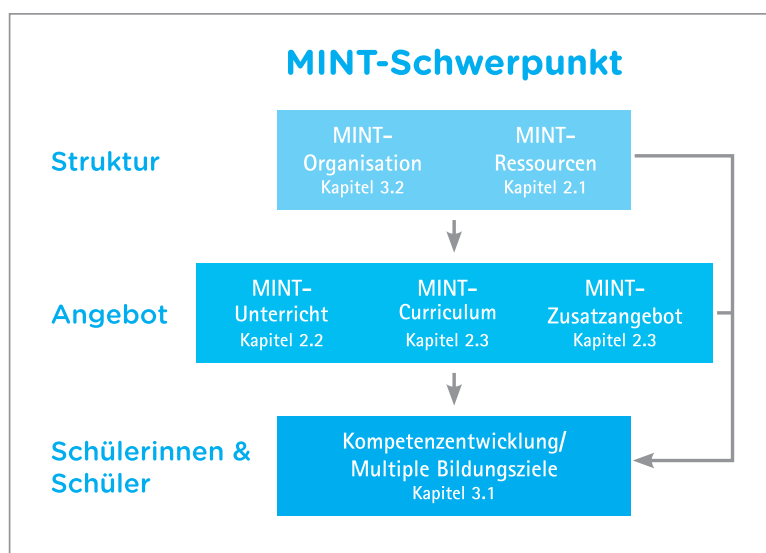 MINT-Schwerpunkt
Struktur
MINT-
Organisation
Kapitel 3.2
MINT-
Ressourcen
Kapitel 2.1
Angebot
MINT-
Unterricht
Kapitel 2.2
MINT-
Curriculum
Kapitel 2.3
MINT-
Zusatzangebot
Kapitel 2.3
Schülerinnen &
Schüler
Kompetenzentwicklung/
Multiple Bildungsziele
Kapitel 3.1